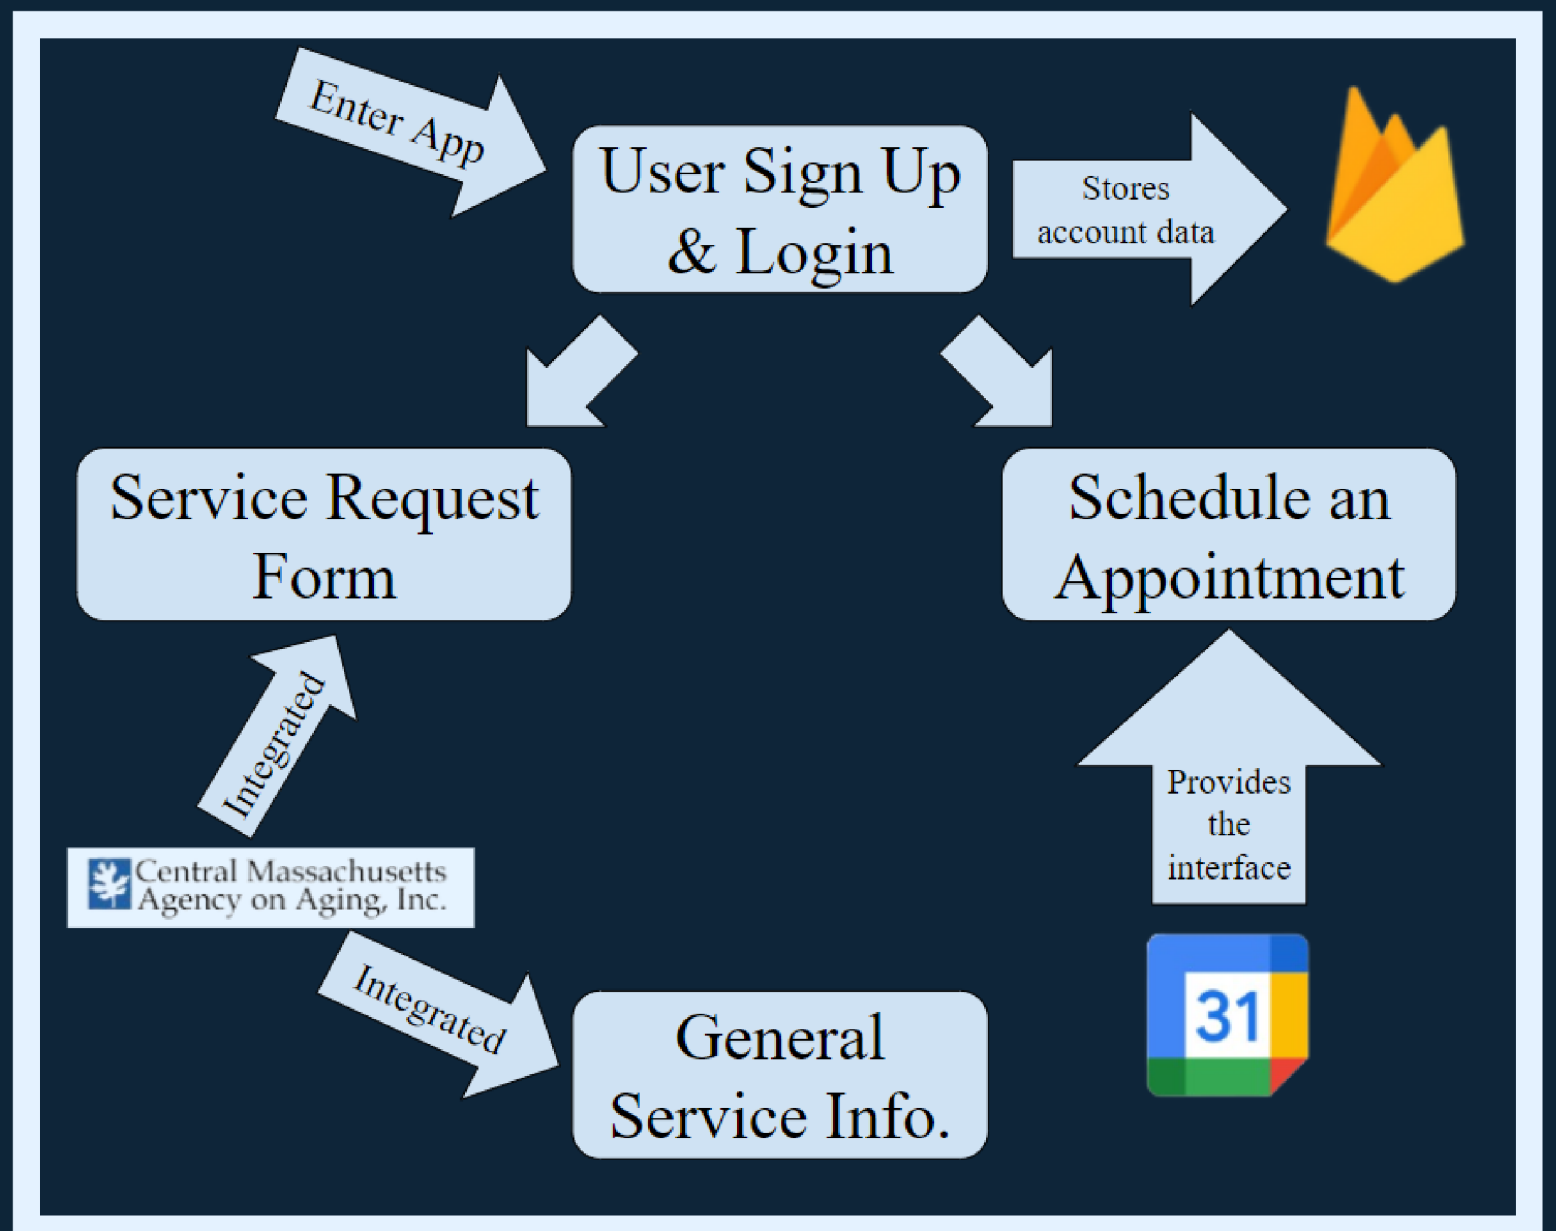 Enter App
User Sign Up
& Login
Stores
account data
Service Request
Form
Schedule an
Appointment
Integrated
Provides
the
interface
Central Massachusetts
Agency on Aging, Inc.
Integrated
31
General
Service Info.